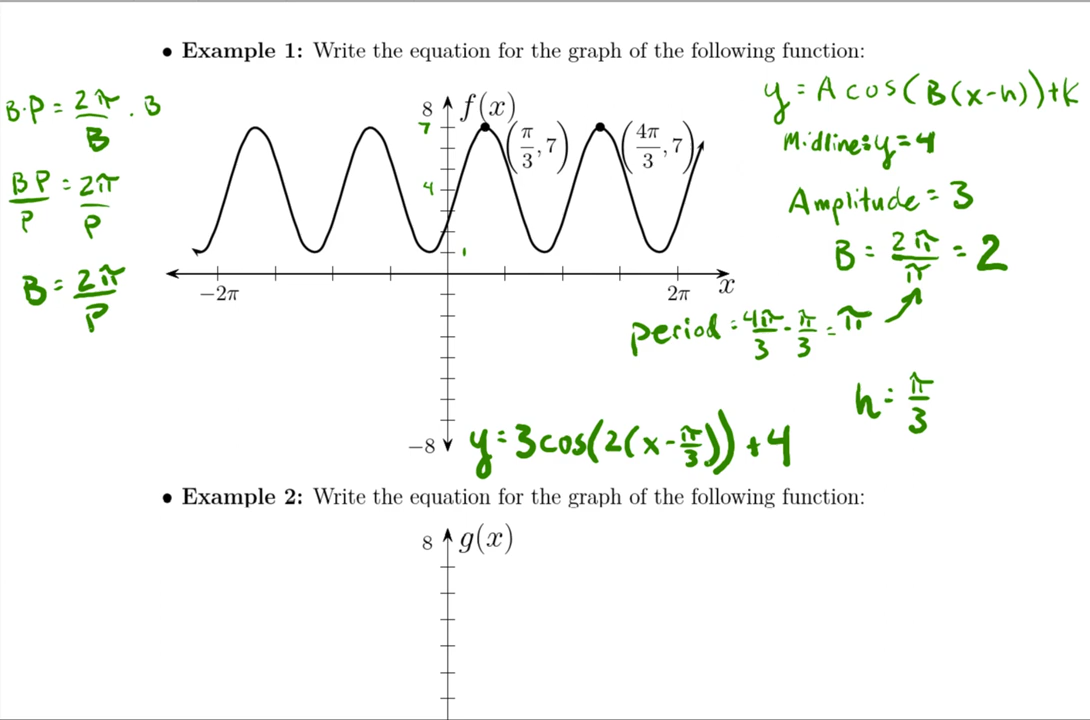 • Example 1: Write the equation for the graph of the following function:
y = A cos(B(x-h))+k
B·P = 2π/B · B
8 f(x)
7
(π/3, 7) (4π/3, 7)
Midline: y = 4
BP/P = 2π/P
4
Amplitude = 3
1
B = 2π/π = 2
B = 2π/P
−2π 2π x
period = 4π/3 - π/3 = π
h = π/3
−8
y = 3cos(2(x-π/3)) + 4
• Example 2: Write the equation for the graph of the following function:
8 g(x)